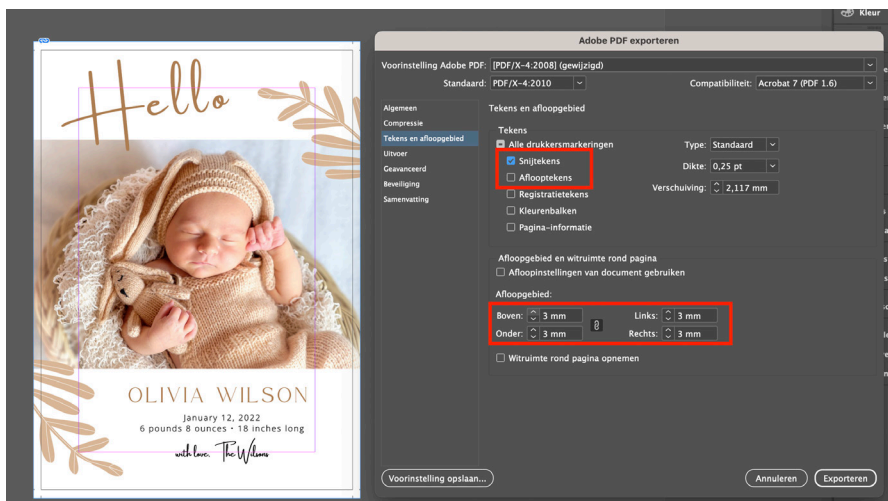 Kleur
Hello
OLIVIA WILSON
January 12, 2022
6 pounds 8 ounces • 18 inches long
with love, The Wilsons
Adobe PDF exporteren
Voorinstelling Adobe PDF: [PDF/X-4:2008] (gewijzigd)
Standaard: PDF/X-4:2010 Compatibiliteit: Acrobat 7 (PDF 1.6)
Algemeen
Compressie
Tekens en afloopgebied
Uitvoer
Geavanceerd
Beveiliging
Samenvatting
Tekens en afloopgebied
Tekens
Alle drukkersmarkeringen
Snijtekens
Aflooptekens
Registratietekens
Kleurenbalken
Pagina-informatie
Type: Standaard
Dikte: 0,25 pt
Verschuiving: 2,117 mm
Afloopgebied en witruimte rond pagina
Afloopinstellingen van document gebruiken
Afloopgebied:
Boven: 3 mm Links: 3 mm
Onder: 3 mm Rechts: 3 mm
Witruimte rond pagina opnemen
Voorinstelling opslaan... Annuleren Exporteren